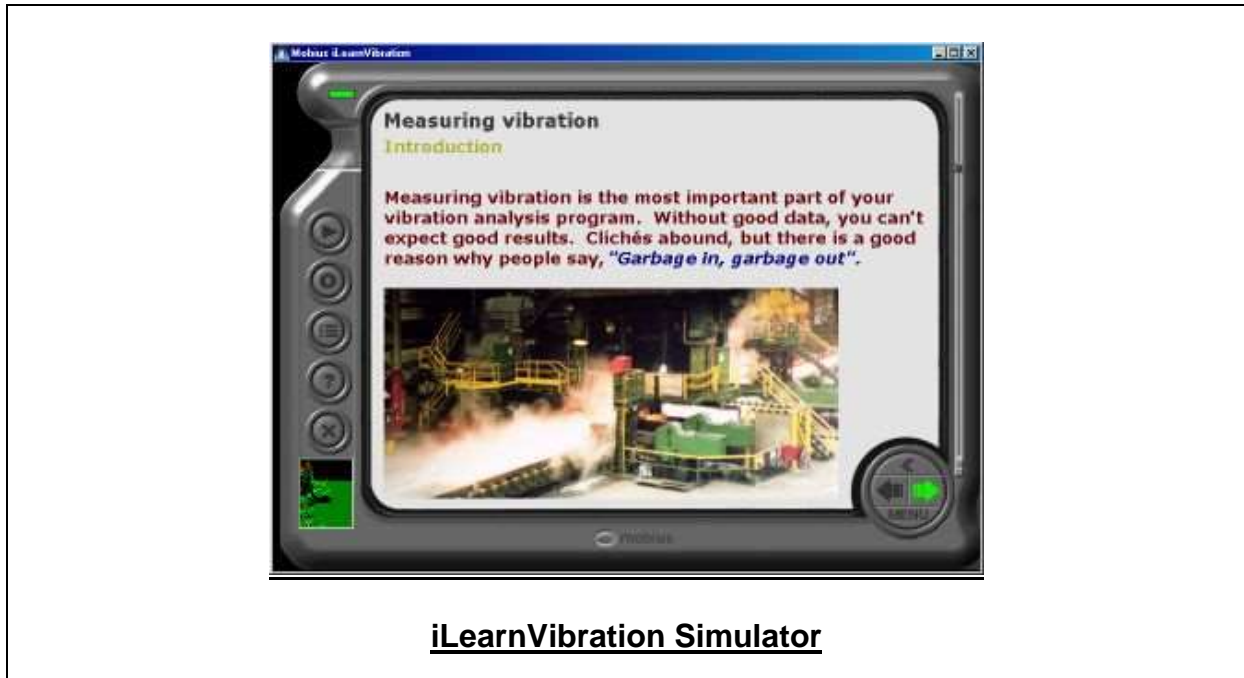 Mobius iLearnVibration
Measuring vibration
Introduction
Measuring vibration is the most important part of your
vibration analysis program.  Without good data, you can't
expect good results.  Clichés abound, but there is a good
reason why people say, "Garbage in, garbage out".
MENU
mobius
iLearnVibration Simulator